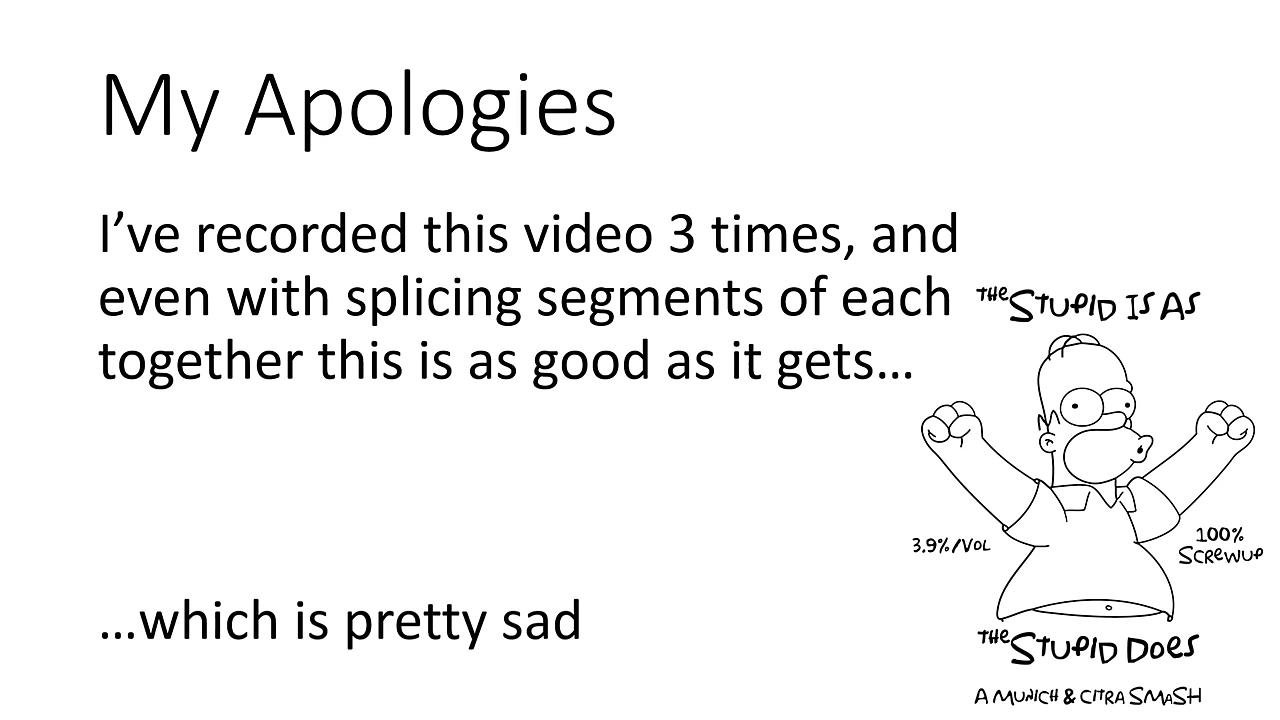 My Apologies
I’ve recorded this video 3 times, and
even with splicing segments of each
together this is as good as it gets…
…which is pretty sad
THE STUPID IS AS
3.9%/VOL
100%
SCREWUP
THE STUPID DOES
A MUNICH & CITRA SMASH